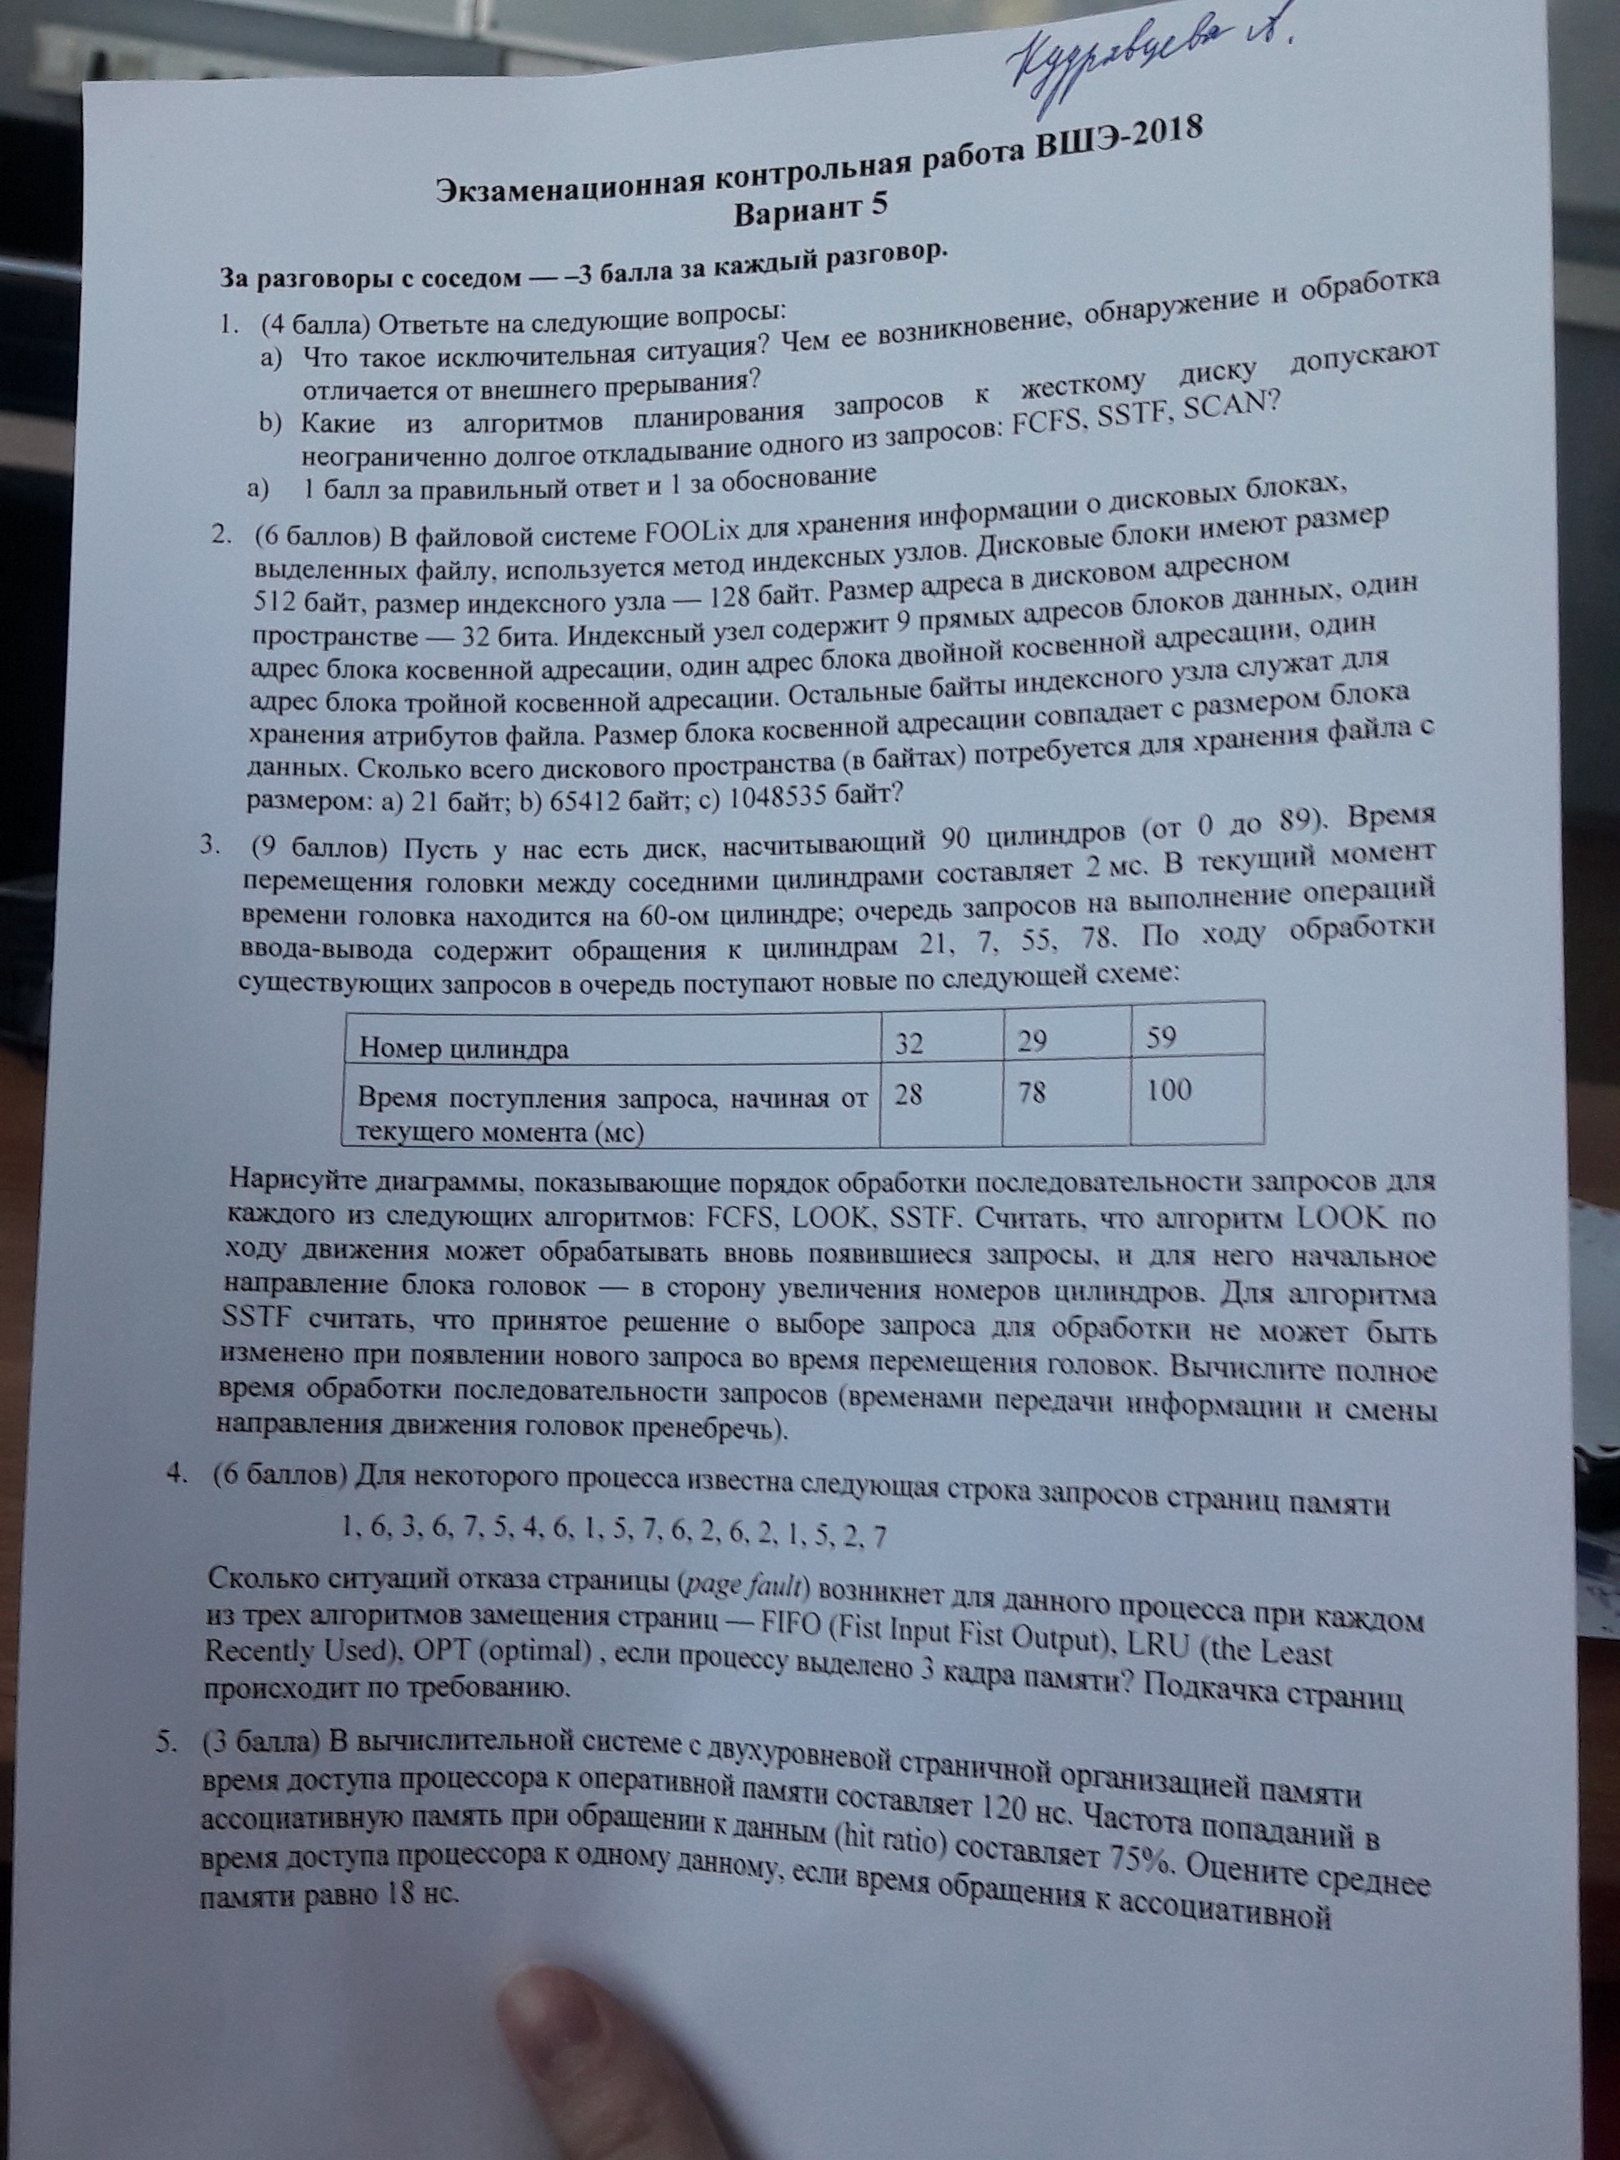 Кудрявцева А.
Экзаменационная контрольная работа ВШЭ-2018
Вариант 5
За разговоры с соседом — –3 балла за каждый разговор.
1. (4 балла) Ответьте на следующие вопросы:
a) Что такое исключительная ситуация? Чем ее возникновение, обнаружение и обработка
отличается от внешнего прерывания?
b) Какие из алгоритмов планирования запросов к жесткому диску допускают
неограниченно долгое откладывание одного из запросов: FCFS, SSTF, SCAN?
a) 1 балл за правильный ответ и 1 за обоснование
2. (6 баллов) В файловой системе FOOLix для хранения информации о дисковых блоках,
выделенных файлу, используется метод индексных узлов. Дисковые блоки имеют размер
512 байт, размер индексного узла — 128 байт. Размер адреса в дисковом адресном
пространстве — 32 бита. Индексный узел содержит 9 прямых адресов блоков данных, один
адрес блока косвенной адресации, один адрес блока двойной косвенной адресации, один
адрес блока тройной косвенной адресации. Остальные байты индексного узла служат для
хранения атрибутов файла. Размер блока косвенной адресации совпадает с размером блока
данных. Сколько всего дискового пространства (в байтах) потребуется для хранения файла с
размером: a) 21 байт; b) 65412 байт; c) 1048535 байт?
3. (9 баллов) Пусть у нас есть диск, насчитывающий 90 цилиндров (от 0 до 89). Время
перемещения головки между соседними цилиндрами составляет 2 мс. В текущий момент
времени головка находится на 60-ом цилиндре; очередь запросов на выполнение операций
ввода-вывода содержит обращения к цилиндрам 21, 7, 55, 78. По ходу обработки
существующих запросов в очередь поступают новые по следующей схеме:
Номер цилиндра 32 29 59
Время поступления запроса, начиная от 28 78 100
текущего момента (мс)
Нарисуйте диаграммы, показывающие порядок обработки последовательности запросов для
каждого из следующих алгоритмов: FCFS, LOOK, SSTF. Считать, что алгоритм LOOK по
ходу движения может обрабатывать вновь появившиеся запросы, и для него начальное
направление блока головок — в сторону увеличения номеров цилиндров. Для алгоритма
SSTF считать, что принятое решение о выборе запроса для обработки не может быть
изменено при появлении нового запроса во время перемещения головок. Вычислите полное
время обработки последовательности запросов (временами передачи информации и смены
направления движения головок пренебречь).
4. (6 баллов) Для некоторого процесса известна следующая строка запросов страниц памяти
1, 6, 3, 6, 7, 5, 4, 6, 1, 5, 7, 6, 2, 6, 2, 1, 5, 2, 7
Сколько ситуаций отказа страницы (page fault) возникнет для данного процесса при каждом
из трех алгоритмов замещения страниц — FIFO (Fist Input Fist Output), LRU (the Least
Recently Used), OPT (optimal) , если процессу выделено 3 кадра памяти? Подкачка страниц
происходит по требованию.
5. (3 балла) В вычислительной системе с двухуровневой страничной организацией памяти
время доступа процессора к оперативной памяти составляет 120 нс. Частота попаданий в
ассоциативную память при обращении к данным (hit ratio) составляет 75%. Оцените среднее
время доступа процессора к одному данному, если время обращения к ассоциативной
памяти равно 18 нс.